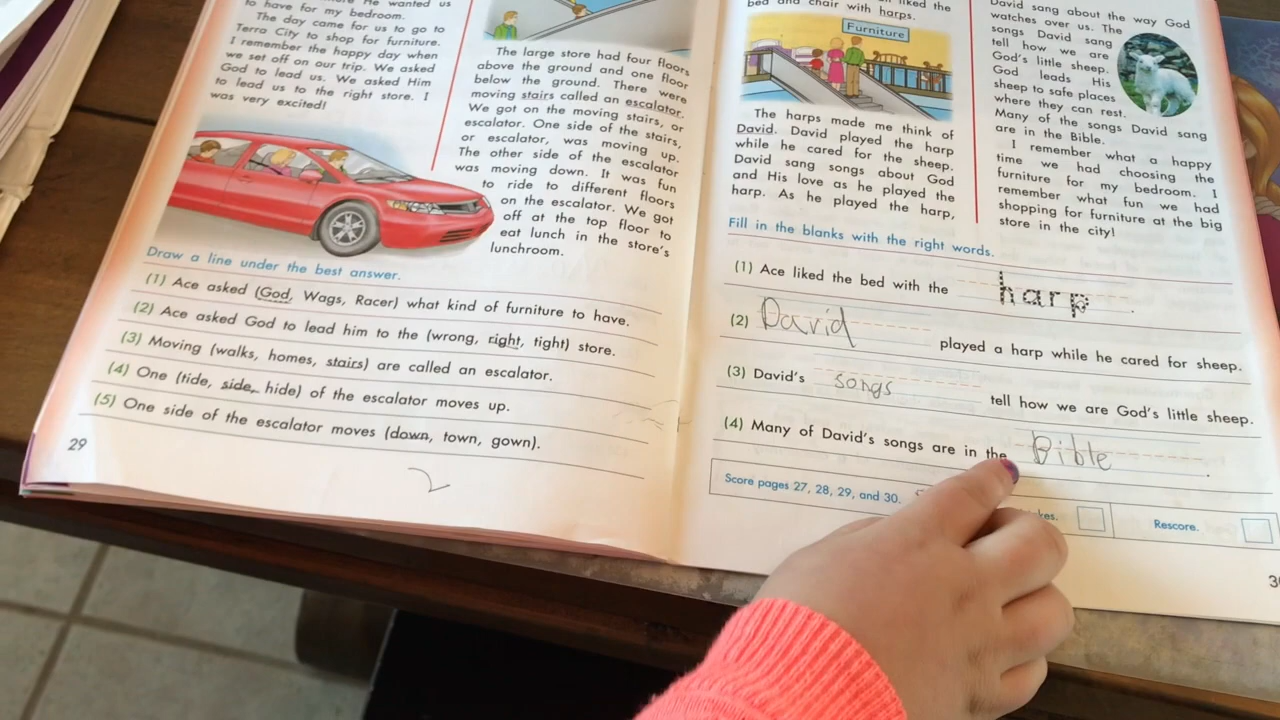 He wanted us
to have for my bedroom.
The day came for us to go to
Terra City to shop for furniture.
I remember the happy day when
we set off on our trip. We asked
God to lead us. We asked Him
to lead us to the right store. I
was very excited!
The large store had four floors
above the ground and one floor
below the ground. There were
moving stairs called an escalator.
We got on the moving stairs, or
escalator. One side of the stairs,
or escalator, was moving up.
The other side of the escalator
was moving down. It was fun
to ride to different floors
on the escalator. We got
off at the top floor to
eat lunch in the store's
lunchroom.
Draw a line under the best answer.
(1) Ace asked (God, Wags, Racer) what kind of furniture to have.
(2) Ace asked God to lead him to the (wrong, right, tight) store.
(3) Moving (walks, homes, stairs) are called an escalator.
(4) One (tide, side, hide) of the escalator moves up.
(5) One side of the escalator moves (down, town, gown).
29
2
liked the
bed and chair with harps.
Furniture
The harps made me think of
David. David played the harp
while he cared for the sheep.
David sang songs about God
and His love as he played the
harp. As he played the harp,
David sang about the way God
watches over us. The
songs David sang
tell how we are
God's little sheep.
God leads His
sheep to safe places
where they can rest.
Many of the songs David sang
are in the Bible.
I remember what a happy
time we had choosing the
furniture for my bedroom. I
remember what fun we had
shopping for furniture at the big
store in the city!
Fill in the blanks with the right words.
(1) Ace liked the bed with the harp.
(2) David played a harp while he cared for sheep.
(3) David's songs tell how we are God's little sheep.
(4) Many of David's songs are in the Bible.
Score pages 27, 28, 29, and 30.
Rescore.